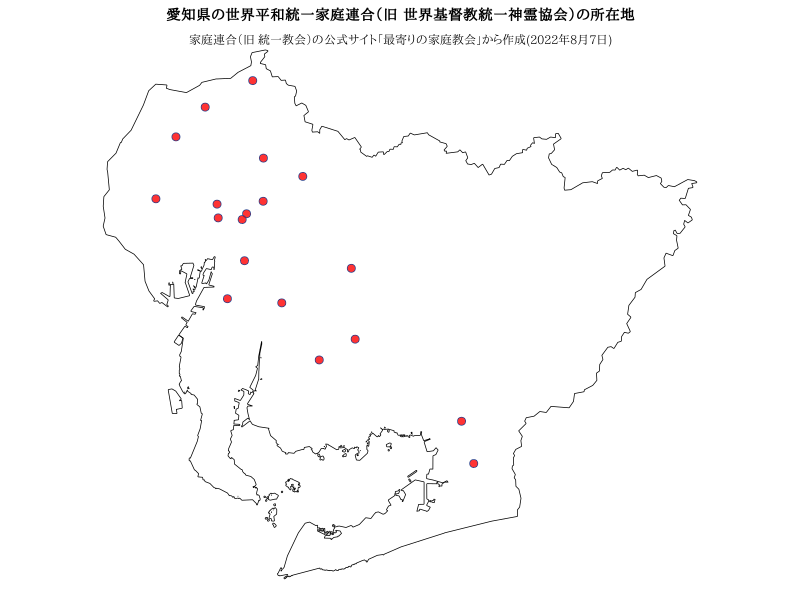 愛知県の世界平和統一家庭連合（旧 世界基督教統一神霊協会）の所在地
家庭連合（旧 統一教会）の公式サイト「最寄りの家庭教会」から作成(2022年8月7日)